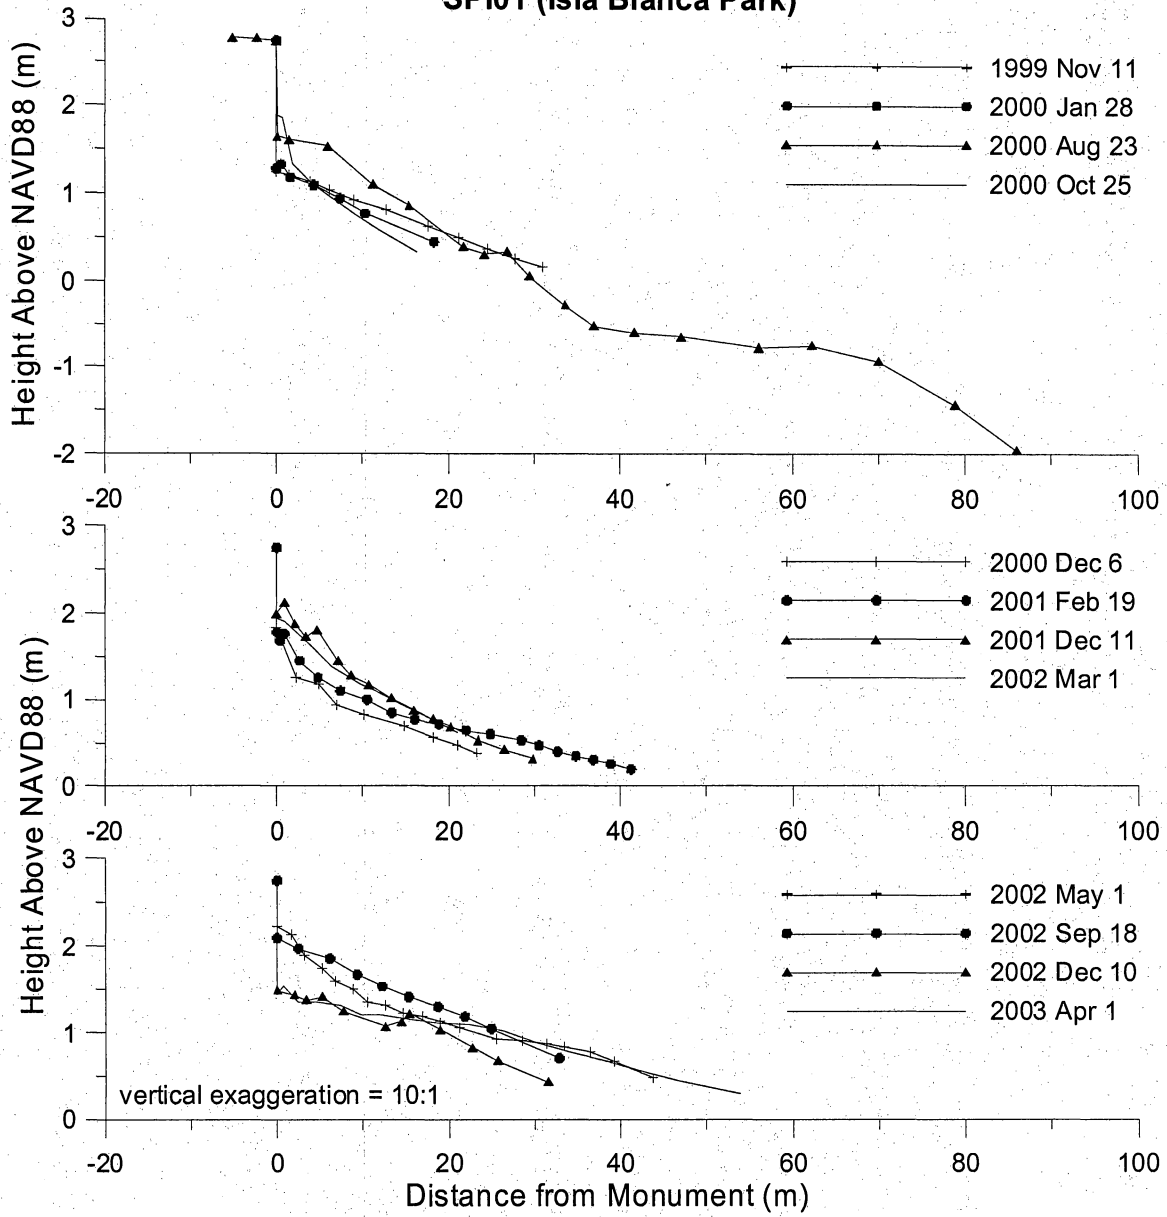 SPI01 (Isla Blanca Park)
Height Above NAVD88 (m)
3
2
1
0
-1
-2
1999 Nov 11
2000 Jan 28
2000 Aug 23
2000 Oct 25
-20 0 20 40 60 80 100
Height Above NAVD88 (m)
3
2
1
0
2000 Dec 6
2001 Feb 19
2001 Dec 11
2002 Mar 1
-20 0 20 40 60 80 100
3
2
1
0
2002 May 1
2002 Sep 18
2002 Dec 10
2003 Apr 1
vertical exaggeration = 10:1
-20 0 20 40 60 80 100
Distance from Monument (m)